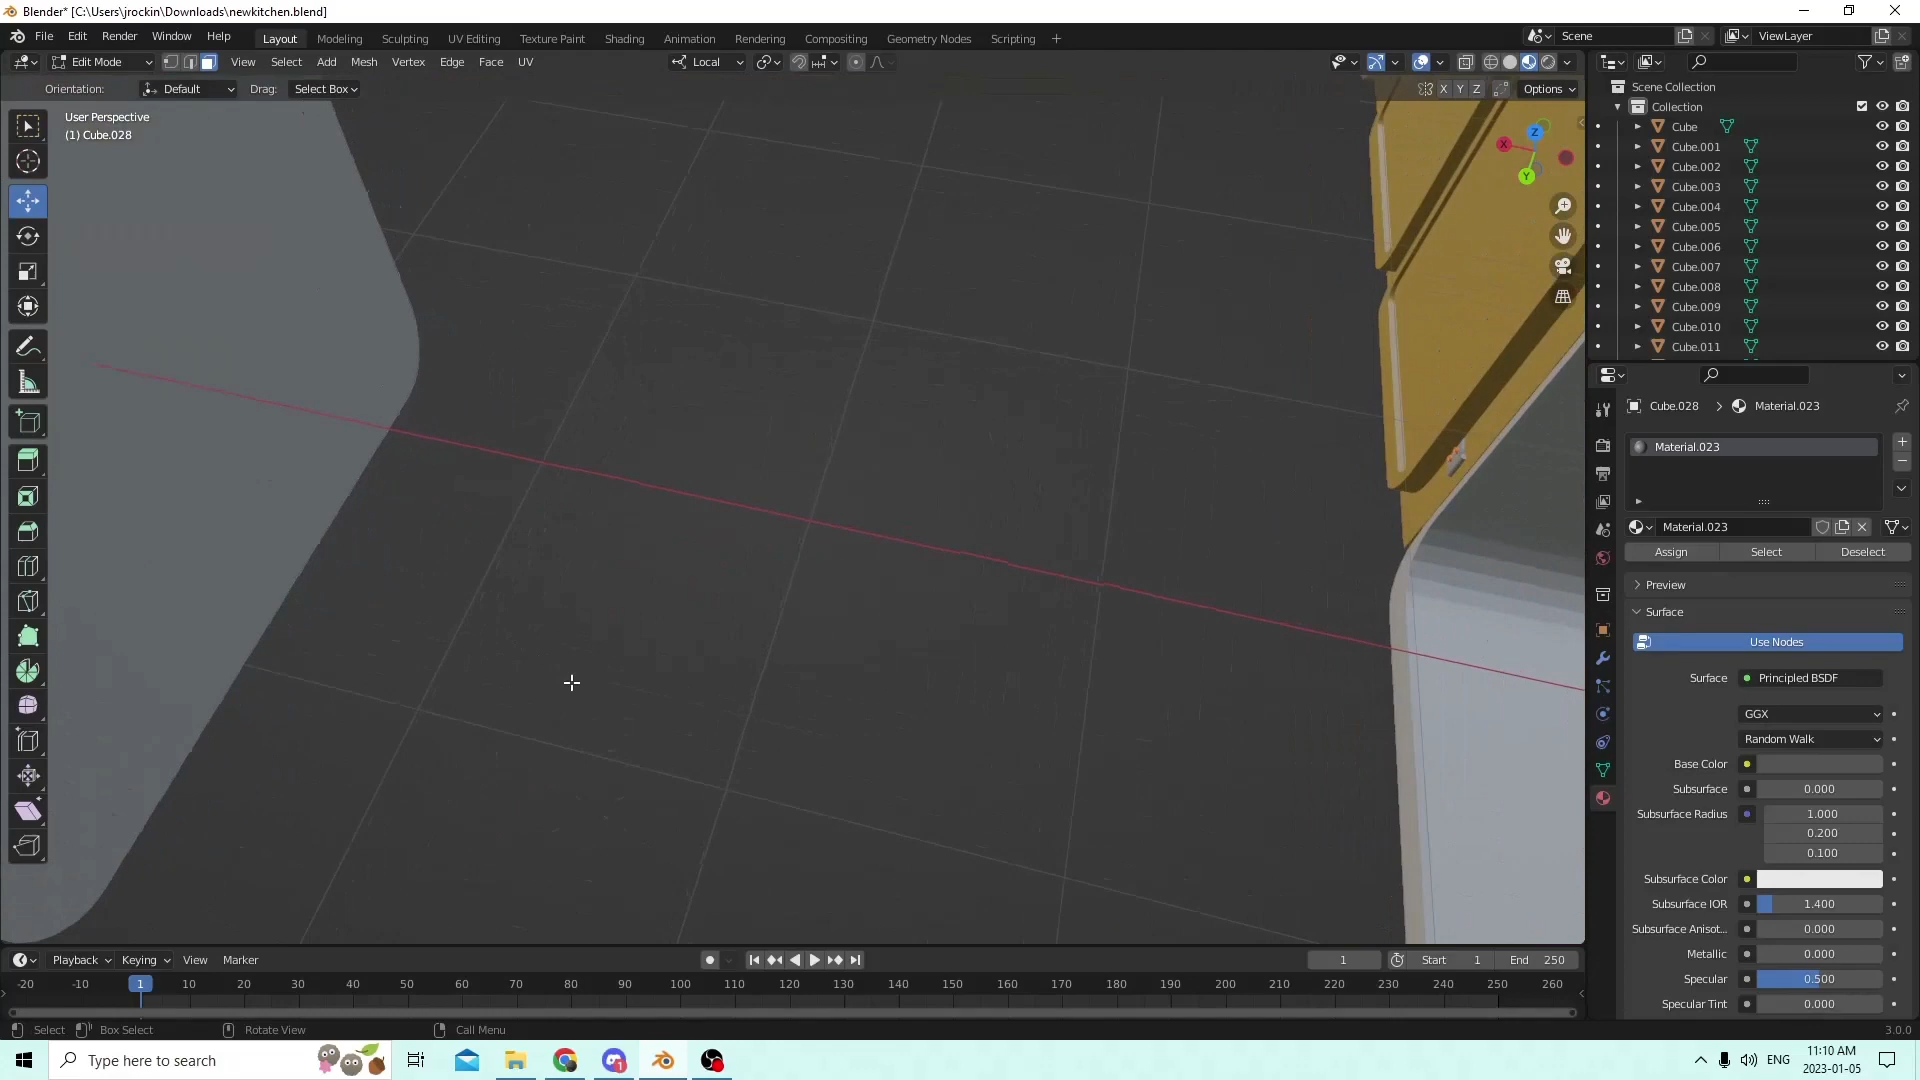 Blender* [C:\Users\jrockin\Downloads\newkitchen.blend]
File Edit Render Window Help
Layout Modeling Sculpting UV Editing Texture Paint Shading Animation Rendering Compositing Geometry Nodes Scripting +
Scene
ViewLayer
Edit Mode View Select Add Mesh Vertex Edge Face UV
Local
Orientation: Default Drag: Select Box
X Y Z Options
User Perspective
(1) Cube.028
Z
X
Y
Scene Collection
Collection
Cube
Cube.001
Cube.002
Cube.003
Cube.004
Cube.005
Cube.006
Cube.007
Cube.008
Cube.009
Cube.010
Cube.011
Cube.028 > Material.023
Material.023
Material.023
Assign Select Deselect
Preview
Surface
Use Nodes
Surface Principled BSDF
GGX
Random Walk
Base Color
Subsurface 0.000
Subsurface Radius 1.000
0.200
0.100
Subsurface Color
Subsurface IOR 1.400
Subsurface Anisot... 0.000
Metallic 0.000
Specular 0.500
Specular Tint 0.000
Playback Keying View Marker
1 Start 1 End 250
-20 -10 1 10 20 30 40 50 60 70 80 90 100 110 120 130 140 150 160 170 180 190 200 210 220 230 240 250 260
Select Box Select Rotate View Call Menu
3.0.0
Type here to search
1
ENG
11:10 AM
2023-01-05